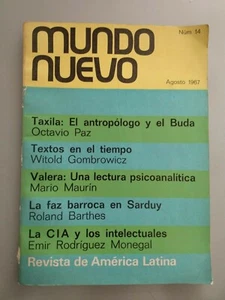 mundo
nuevo
Núm. 14
Agosto 1967
Taxila: El antropólogo y el Buda
Octavio Paz
Textos en el tiempo
Witold Gombrowicz
Valera: Una lectura psicoanalítica
Mario Maurín
La faz barroca en Sarduy
Roland Barthes
La CIA y los intelectuales
Emir Rodríguez Monegal
Revista de América Latina